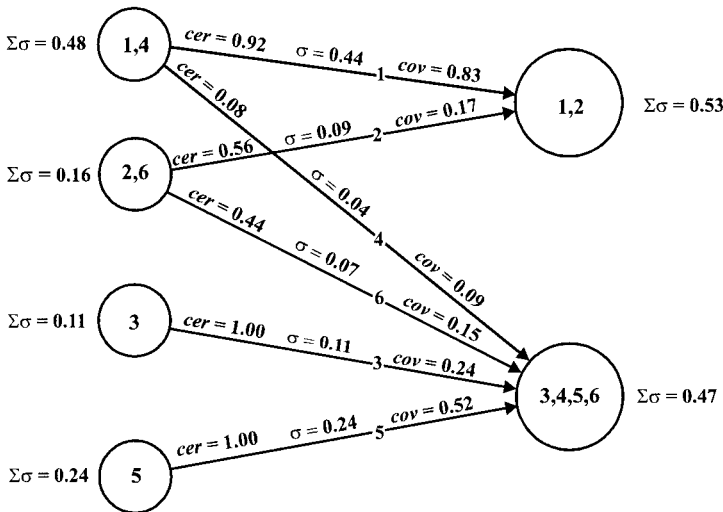 Σσ = 0.48
1,4
cer = 0.92
σ = 0.44
1
cov = 0.83
1,2
Σσ = 0.53
cer = 0.08
σ = 0.04
4
cov = 0.09
Σσ = 0.16
2,6
cer = 0.56
σ = 0.09
2
cov = 0.17
cer = 0.44
σ = 0.07
6
cov = 0.15
Σσ = 0.11
3
cer = 1.00
σ = 0.11
3
cov = 0.24
3,4,5,6
Σσ = 0.47
Σσ = 0.24
5
cer = 1.00
σ = 0.24
5
cov = 0.52